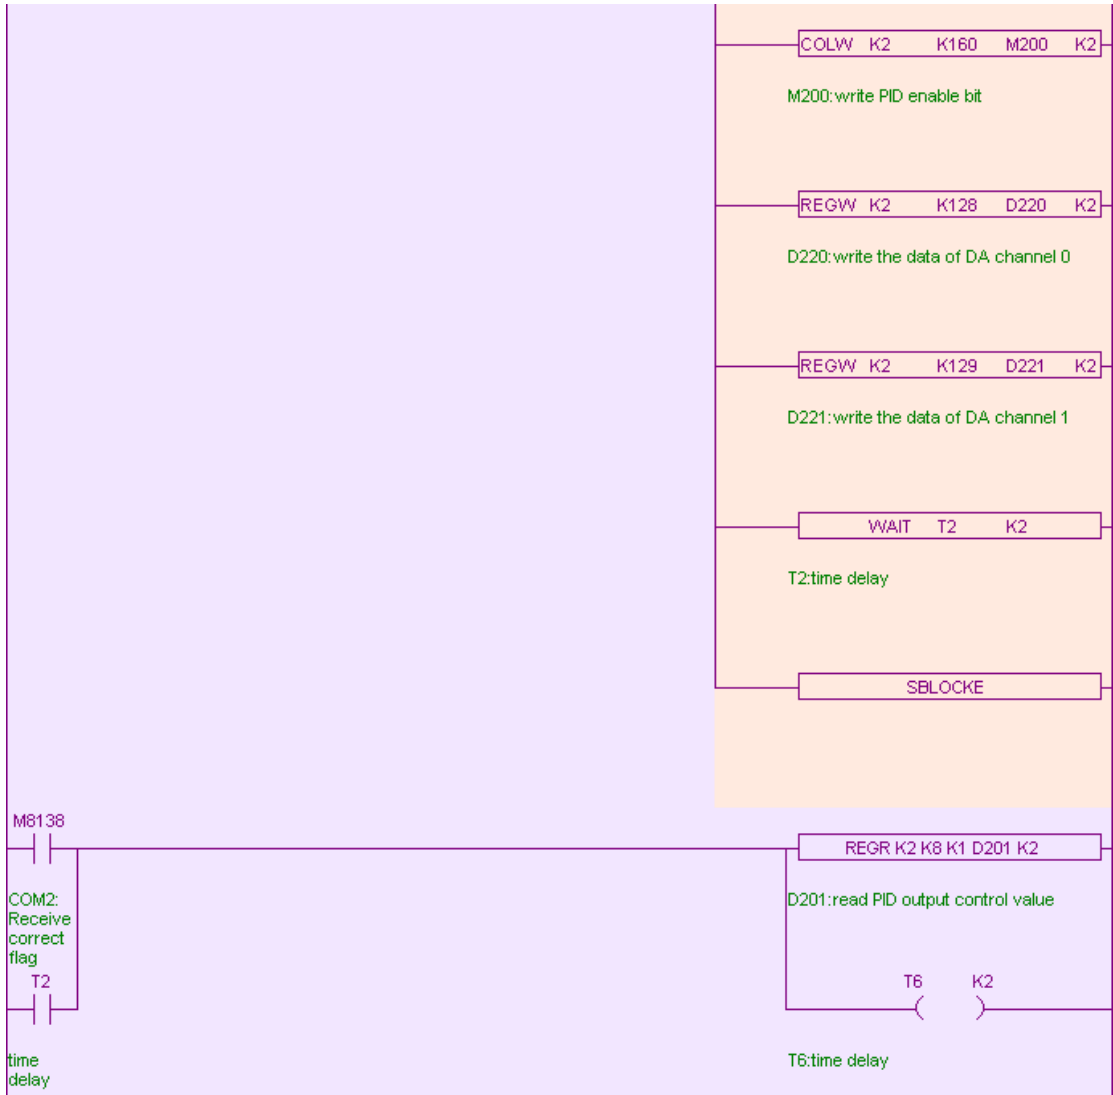 COLW K2 K160 M200 K2
M200:write PID enable bit
REGW K2 K128 D220 K2
D220:write the data of DA channel 0
REGW K2 K129 D221 K2
D221:write the data of DA channel 1
WAIT T2 K2
T2:time delay
SBLOCKE
M8138
REGR K2 K8 K1 D201 K2
COM2:
Receive
correct
flag
D201:read PID output control value
T2
T6 K2
time
delay
T6:time delay